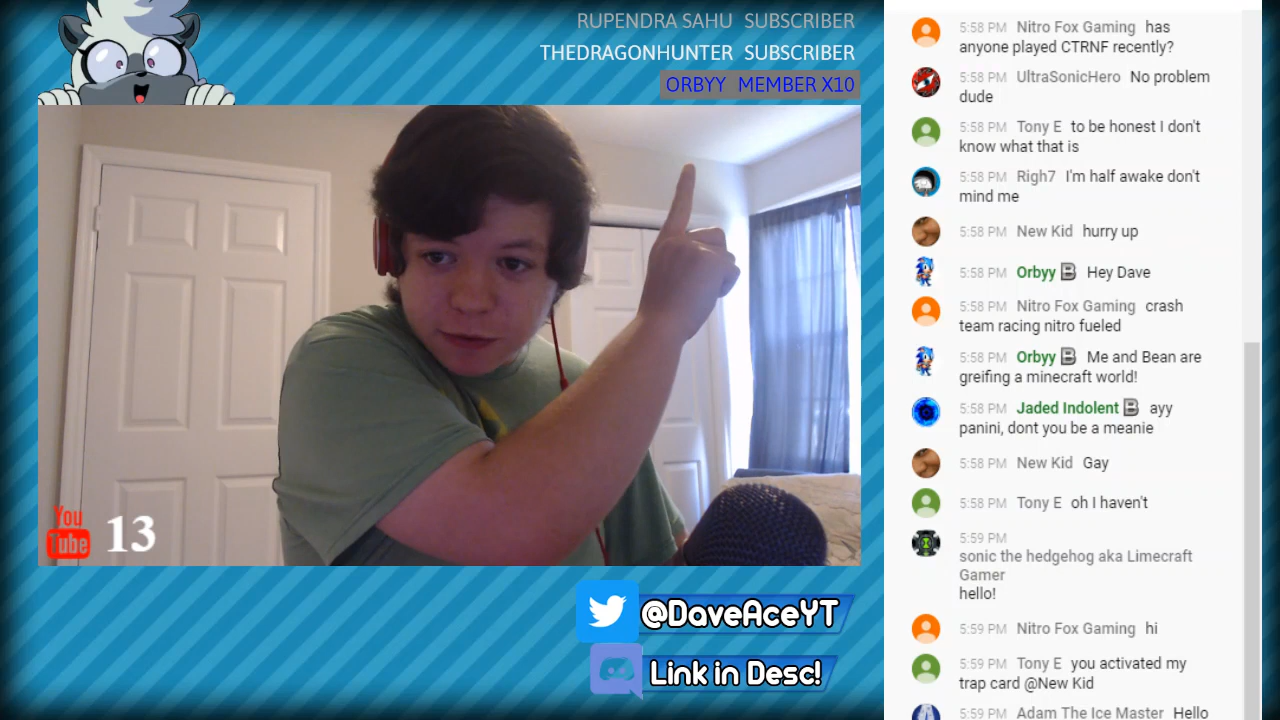 RUPENDRA SAHU SUBSCRIBER
THEDRAGONHUNTER SUBSCRIBER
ORBYY MEMBER X10
You
Tube 13
@DaveAceYT
Link in Desc!
5:58 PM Nitro Fox Gaming has
anyone played CTRNF recently?
5:58 PM UltraSonicHero No problem
dude
5:58 PM Tony E to be honest I don't
know what that is
5:58 PM Righ7 I'm half awake don't
mind me
5:58 PM New Kid hurry up
5:58 PM Orbyy Hey Dave
5:58 PM Nitro Fox Gaming crash
team racing nitro fueled
5:58 PM Orbyy Me and Bean are
greifing a minecraft world!
5:58 PM Jaded Indolent ayy
panini, dont you be a meanie
5:58 PM New Kid Gay
5:58 PM Tony E oh I haven't
5:59 PM
sonic the hedgehog aka Limecraft
Gamer
hello!
5:59 PM Nitro Fox Gaming hi
5:59 PM Tony E you activated my
trap card @New Kid
5:59 PM Adam The Ice Master Hello